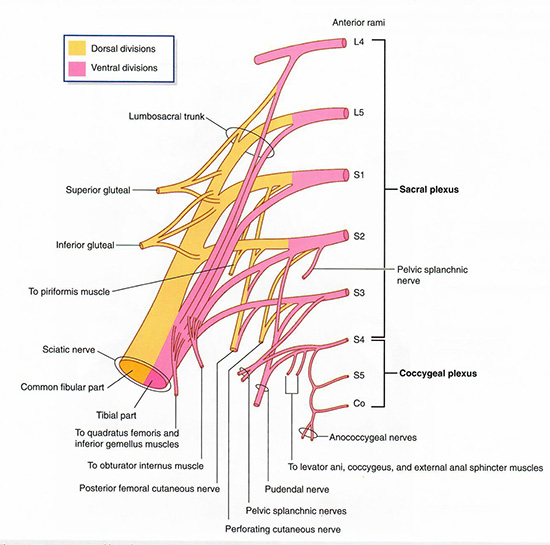 Anterior rami
Dorsal divisions
Ventral divisions
L4
L5
Lumbosacral trunk
S1
Superior gluteal
Sacral plexus
S2
Inferior gluteal
Pelvic splanchnic
nerve
To piriformis muscle
S3
S4
Sciatic nerve
Common fibular part
S5
Coccygeal plexus
Co
Tibial part
To quadratus femoris and
inferior gemellus muscles
Anococcygeal nerves
To obturator internus muscle
To levator ani, coccygeus, and external anal sphincter muscles
Posterior femoral cutaneous nerve
Pudendal nerve
Pelvic splanchnic nerves
Perforating cutaneous nerve